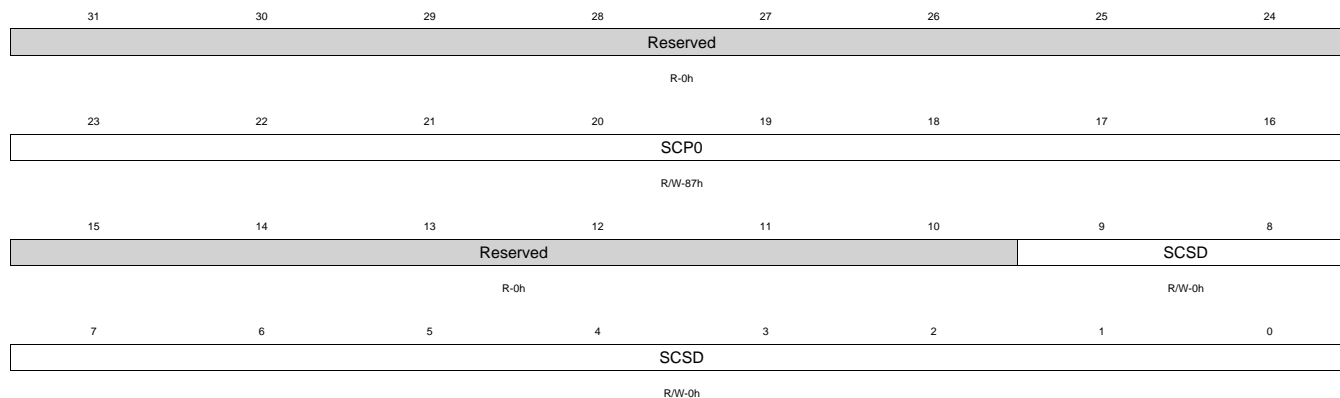 31 30 29 28 27 26 25 24
Reserved
R-0h
23 22 21 20 19 18 17 16
SCP0
R/W-87h
15 14 13 12 11 10 9 8
Reserved SCSD
R-0h R/W-0h
7 6 5 4 3 2 1 0
SCSD
R/W-0h